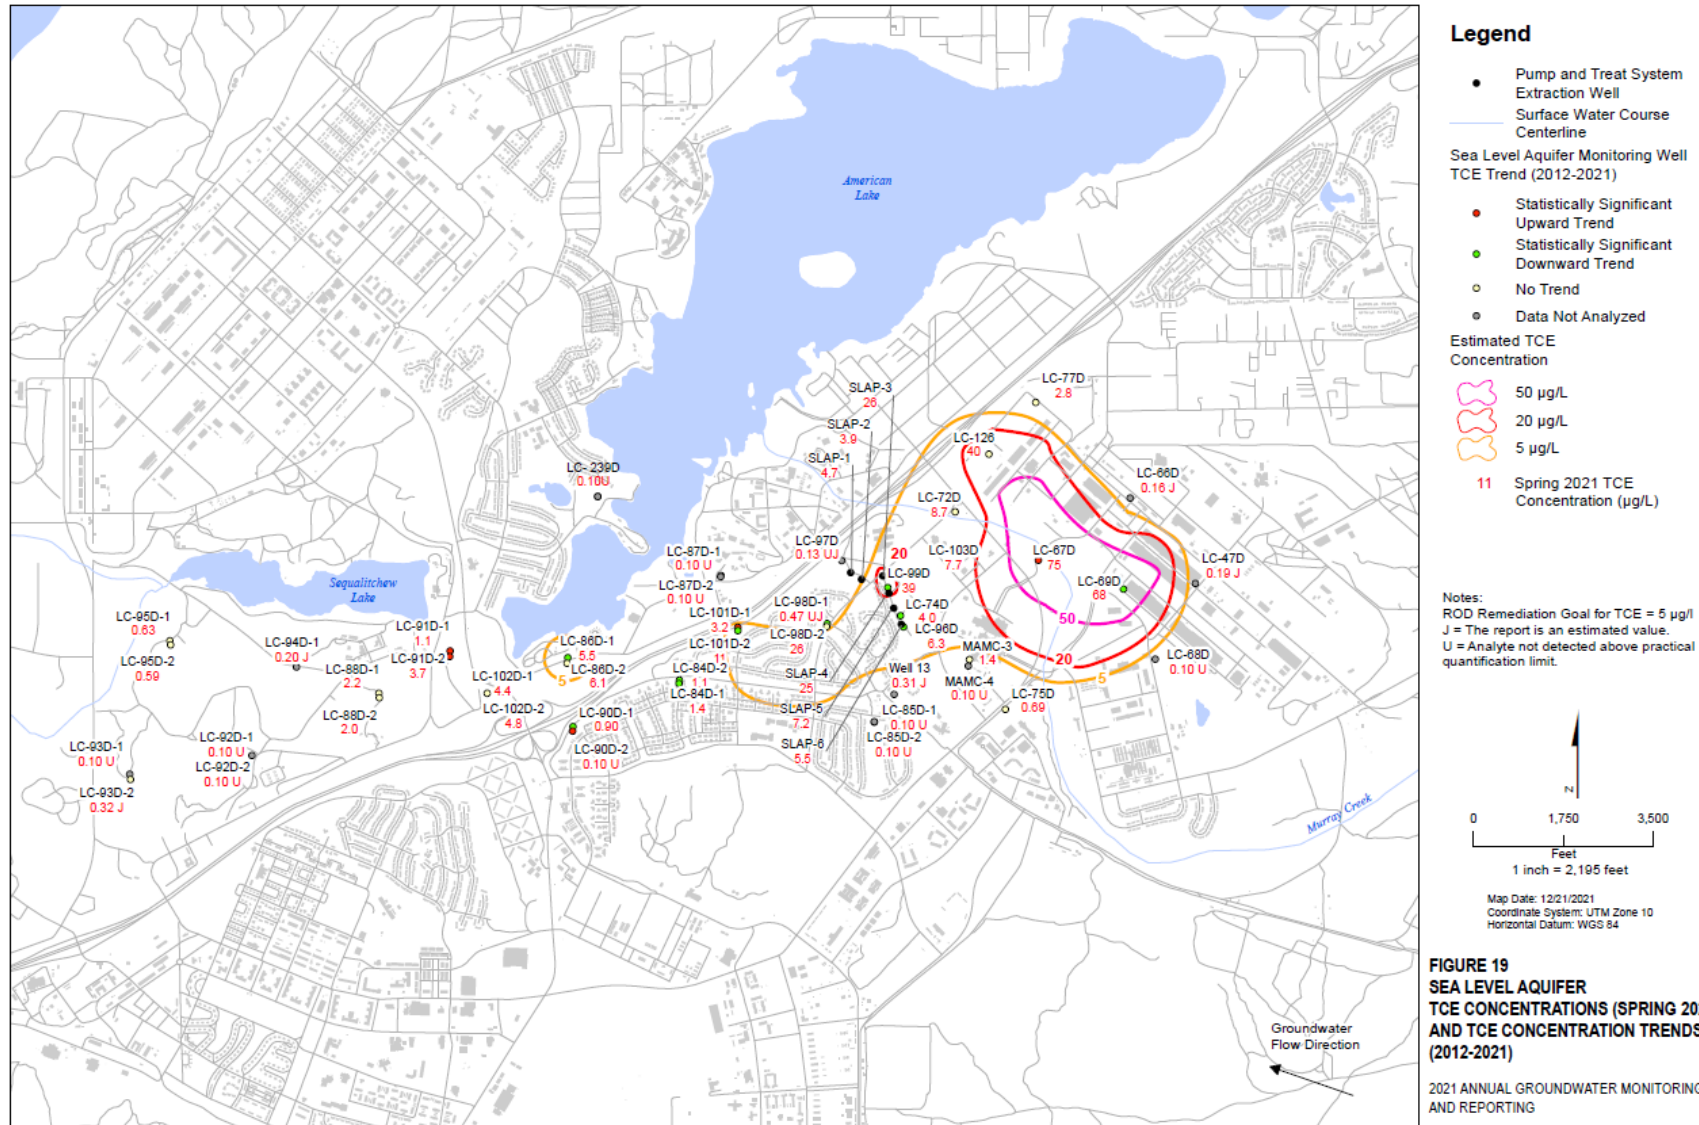 American
Lake
SLAP-3
26
LC-77D
2.8
SLAP-2
3.9
LC-126
40
SLAP-1
4.7
LC- 239D
0.10U
LC-66D
0.16 J
LC-72D
8.7
LC-97D
0.13 UJ
LC-87D-1
0.10 U
20
LC-103D
7.7
LC-67D
75
LC-47D
0.19 J
Sequalitchew
Lake
LC-87D-2
0.10 U
LC-99D
39
LC-69D
68
LC-98D-1
0.47 UJ
LC-74D
4.0
50
LC-95D-1
0.63
LC-101D-1
3.2
LC-91D-1
1.1
LC-94D-1
0.20 J
LC-86D-1
5.5
LC-98D-2
26
LC-96D
6.3
LC-101D-2
11
MAMC-3
1.4
LC-95D-2
0.59
LC-91D-2
3.7
LC-88D-1
2.2
LC-86D-2
6.1
5
LC-84D-2
1.1
SLAP-4
25
Well 13
0.31 J
20
LC-68D
0.10 U
LC-102D-1
4.4
LC-84D-1
1.4
MAMC-4
0.10 U
5
LC-75D
0.69
LC-102D-2
4.8
SLAP-5
7.2
LC-85D-1
0.10 U
LC-88D-2
2.0
LC-90D-1
0.90
LC-85D-2
0.10 U
LC-92D-1
0.10 U
LC-93D-1
0.10 U
LC-90D-2
0.10 U
SLAP-6
5.5
LC-92D-2
0.10 U
LC-93D-2
0.32 J
Murray Creek
Groundwater
Flow Direction
Legend
Pump and Treat System
Extraction Well
Surface Water Course
Centerline
Sea Level Aquifer Monitoring Well
TCE Trend (2012-2021)
Statistically Significant
Upward Trend
Statistically Significant
Downward Trend
No Trend
Data Not Analyzed
Estimated TCE
Concentration
50 µg/L
20 µg/L
5 µg/L
11 Spring 2021 TCE
Concentration (µg/L)
Notes:
ROD Remediation Goal for TCE = 5 µg/l
J = The report is an estimated value.
U = Analyte not detected above practical
quantification limit.
N
0 1,750 3,500
Feet
1 inch = 2,195 feet
Map Date: 12/21/2021
Coordinate System: UTM Zone 10
Horizontal Datum: WGS 84
FIGURE 19
SEA LEVEL AQUIFER
TCE CONCENTRATIONS (SPRING 20
AND TCE CONCENTRATION TRENDS
(2012-2021)
2021 ANNUAL GROUNDWATER MONITORING
AND REPORTING